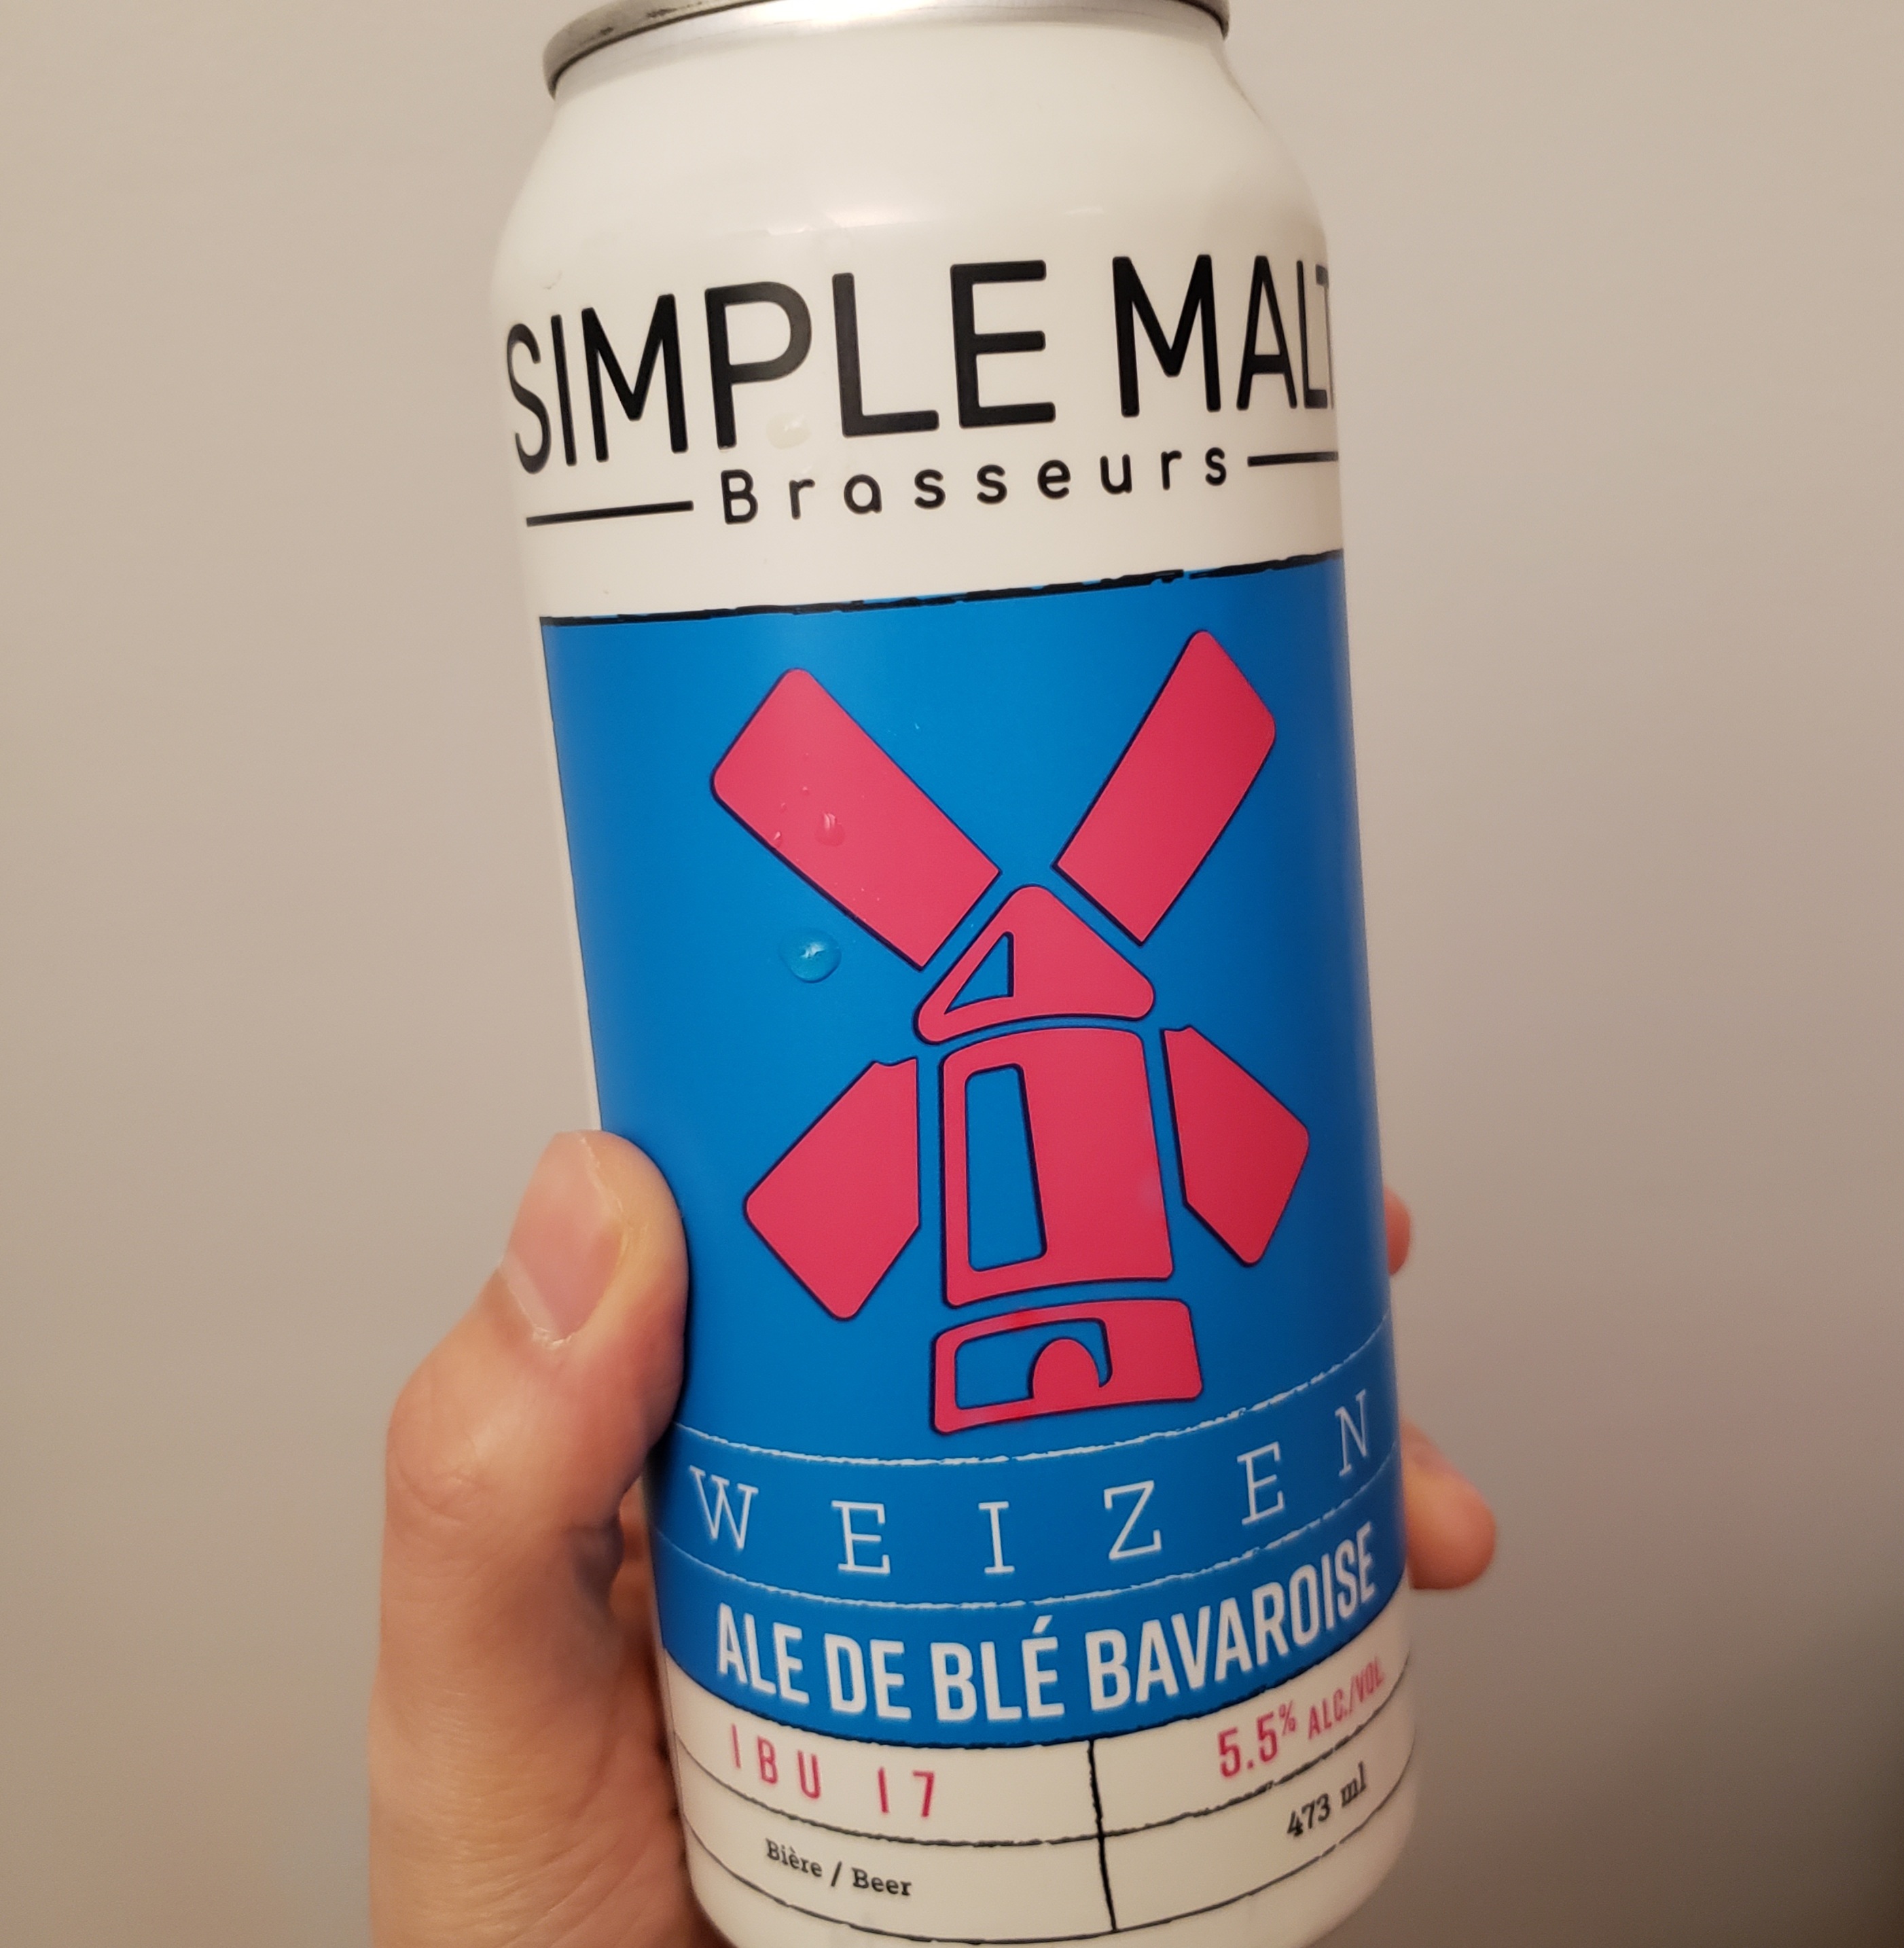 SIMPLE MALT
Brasseurs
WEIZEN
ALE DE BLÉ BAVAROISE
IBU 17
5.5% ALC./VOL.
Bière / Beer
473 ml